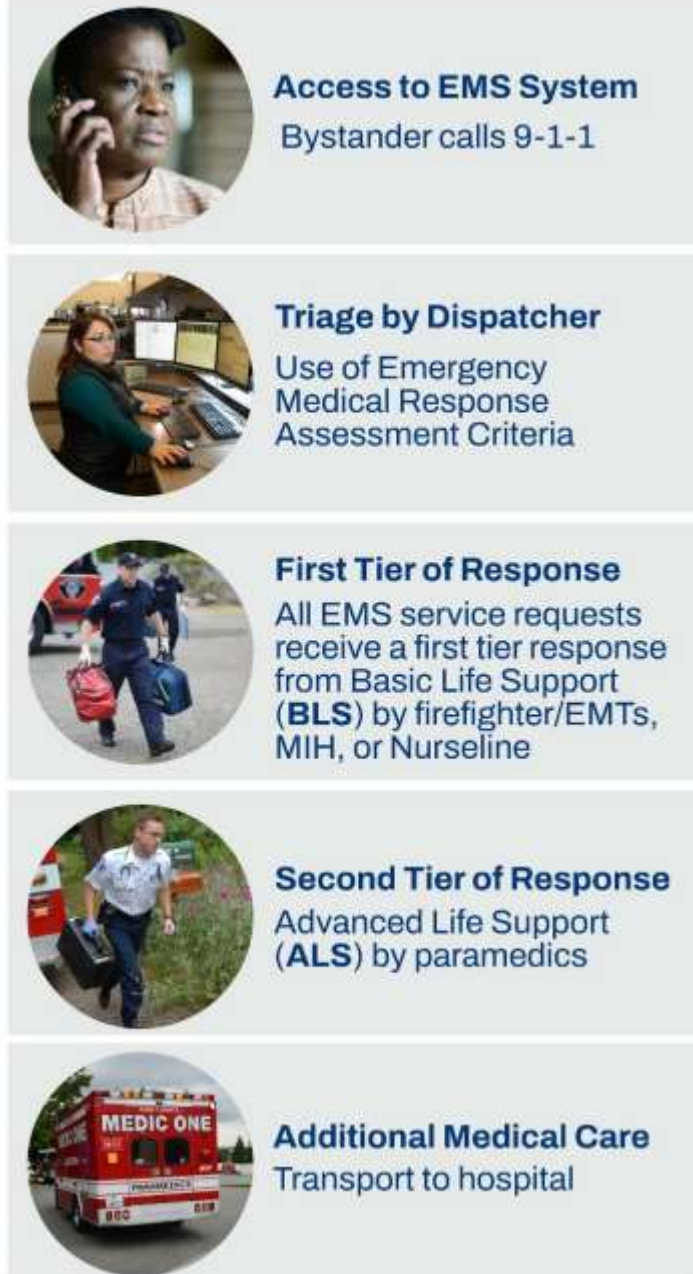 Access to EMS System
Bystander calls 9-1-1
Triage by Dispatcher
Use of Emergency
Medical Response
Assessment Criteria
First Tier of Response
All EMS service requests
receive a first tier response
from Basic Life Support
(BLS) by firefighter/EMTs,
MIH, or Nurseline
Second Tier of Response
Advanced Life Support
(ALS) by paramedics
MEDIC ONE
PARAMEDICS
Additional Medical Care
Transport to hospital